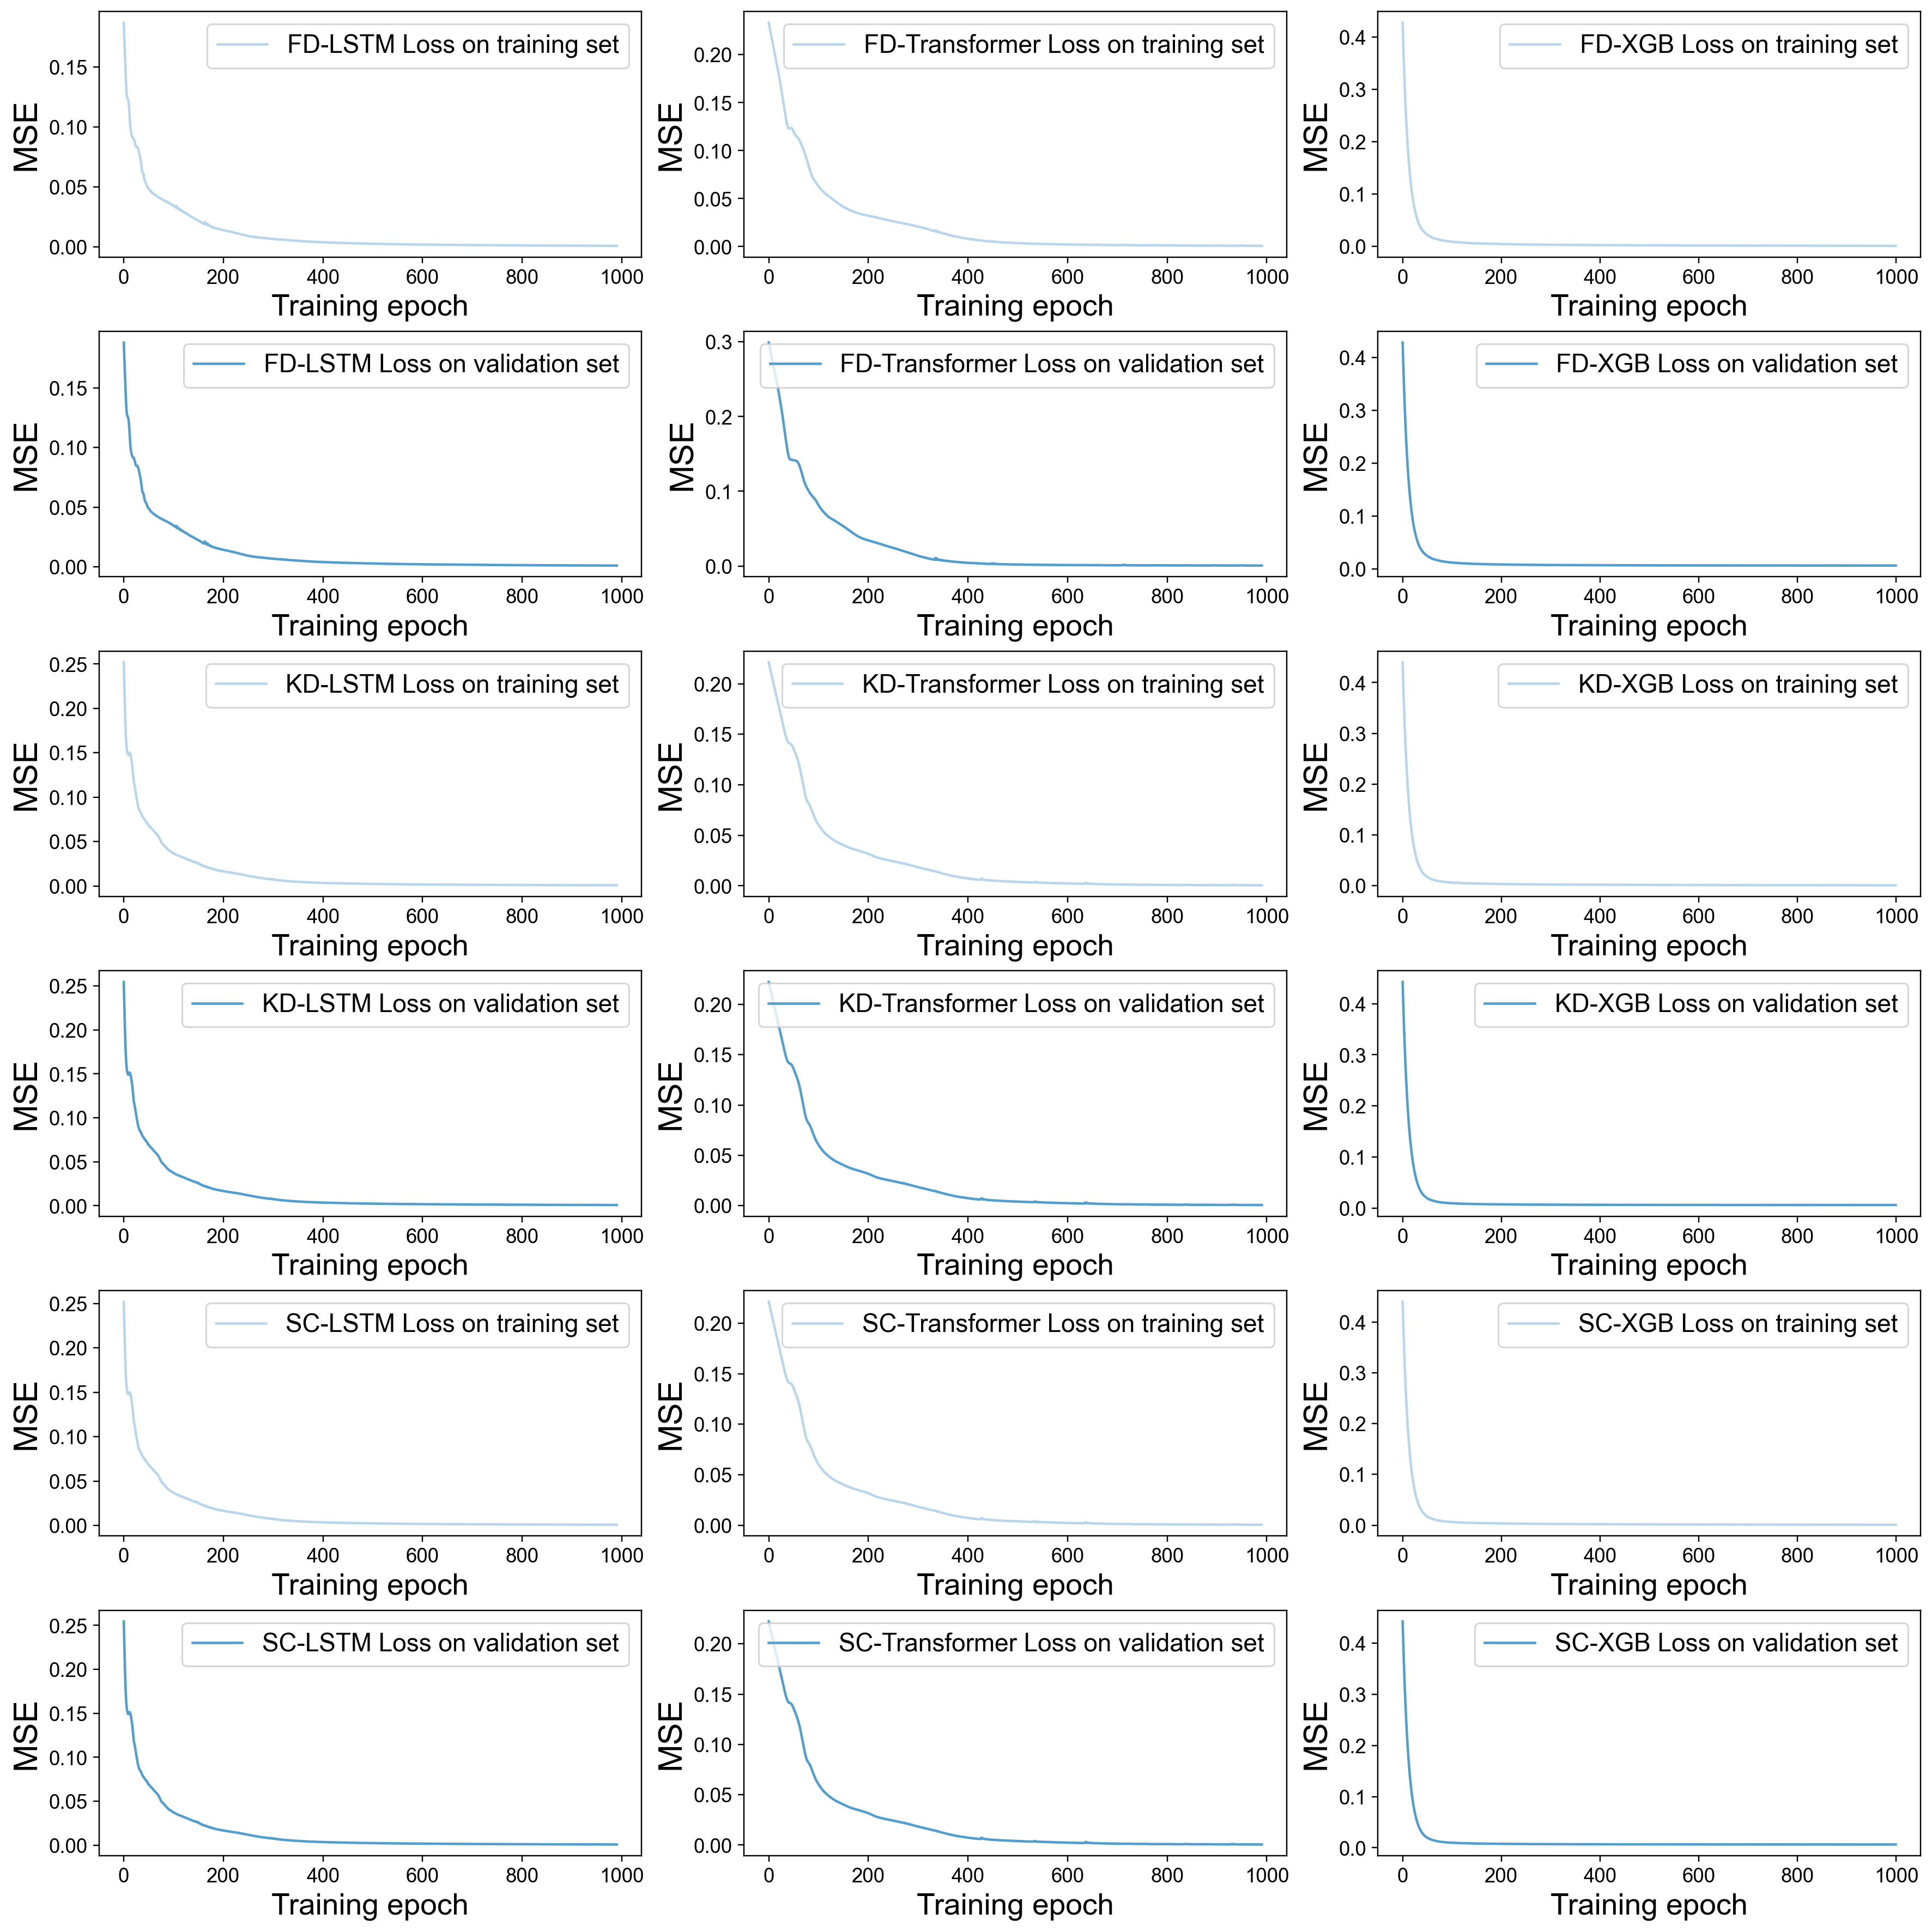 FD-LSTM Loss on training set
MSE
0.15
0.10
0.05
0.00
0 200 400 600 800 1000
Training epoch
FD-Transformer Loss on training set
MSE
0.20
0.15
0.10
0.05
0.00
0 200 400 600 800 1000
Training epoch
FD-XGB Loss on training set
MSE
0.4
0.3
0.2
0.1
0.0
0 200 400 600 800 1000
Training epoch
FD-LSTM Loss on validation set
MSE
0.15
0.10
0.05
0.00
0 200 400 600 800 1000
Training epoch
FD-Transformer Loss on validation set
MSE
0.3
0.2
0.1
0.0
0 200 400 600 800 1000
Training epoch
FD-XGB Loss on validation set
MSE
0.4
0.3
0.2
0.1
0.0
0 200 400 600 800 1000
Training epoch
KD-LSTM Loss on training set
MSE
0.25
0.20
0.15
0.10
0.05
0.00
0 200 400 600 800 1000
Training epoch
KD-Transformer Loss on training set
MSE
0.20
0.15
0.10
0.05
0.00
0 200 400 600 800 1000
Training epoch
KD-XGB Loss on training set
MSE
0.4
0.3
0.2
0.1
0.0
0 200 400 600 800 1000
Training epoch
KD-LSTM Loss on validation set
MSE
0.25
0.20
0.15
0.10
0.05
0.00
0 200 400 600 800 1000
Training epoch
KD-Transformer Loss on validation set
MSE
0.20
0.15
0.10
0.05
0.00
0 200 400 600 800 1000
Training epoch
KD-XGB Loss on validation set
MSE
0.4
0.3
0.2
0.1
0.0
0 200 400 600 800 1000
Training epoch
SC-LSTM Loss on training set
MSE
0.25
0.20
0.15
0.10
0.05
0.00
0 200 400 600 800 1000
Training epoch
SC-Transformer Loss on training set
MSE
0.20
0.15
0.10
0.05
0.00
0 200 400 600 800 1000
Training epoch
SC-XGB Loss on training set
MSE
0.4
0.3
0.2
0.1
0.0
0 200 400 600 800 1000
Training epoch
SC-LSTM Loss on validation set
MSE
0.25
0.20
0.15
0.10
0.05
0.00
0 200 400 600 800 1000
Training epoch
SC-Transformer Loss on validation set
MSE
0.20
0.15
0.10
0.05
0.00
0 200 400 600 800 1000
Training epoch
SC-XGB Loss on validation set
MSE
0.4
0.3
0.2
0.1
0.0
0 200 400 600 800 1000
Training epoch